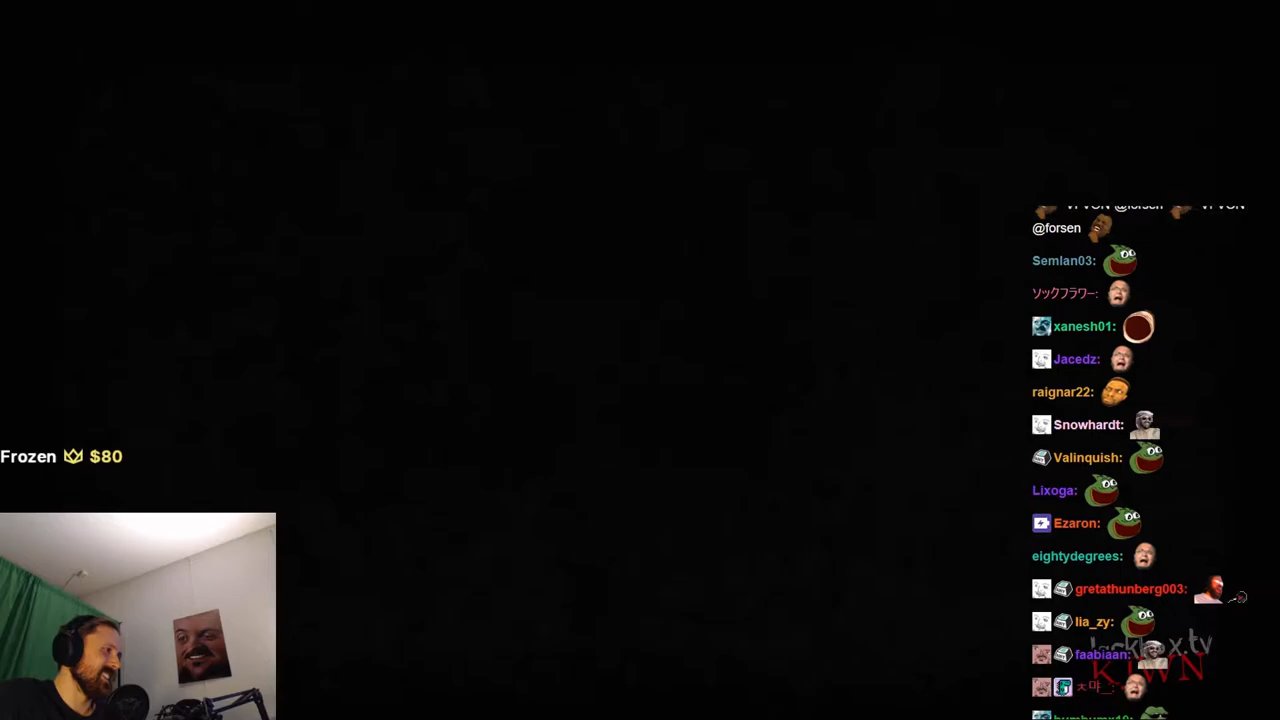 @forsen
Semlan03:
ソックフラワー:
xanesh01:
Jacedz:
raignar22:
Snowhardt:
Valinquish:
Frozen $80
Lixoga:
Ezaron:
eightydegrees:
gretathunberg003:
lia_zy:
faabiaan:
KJWN